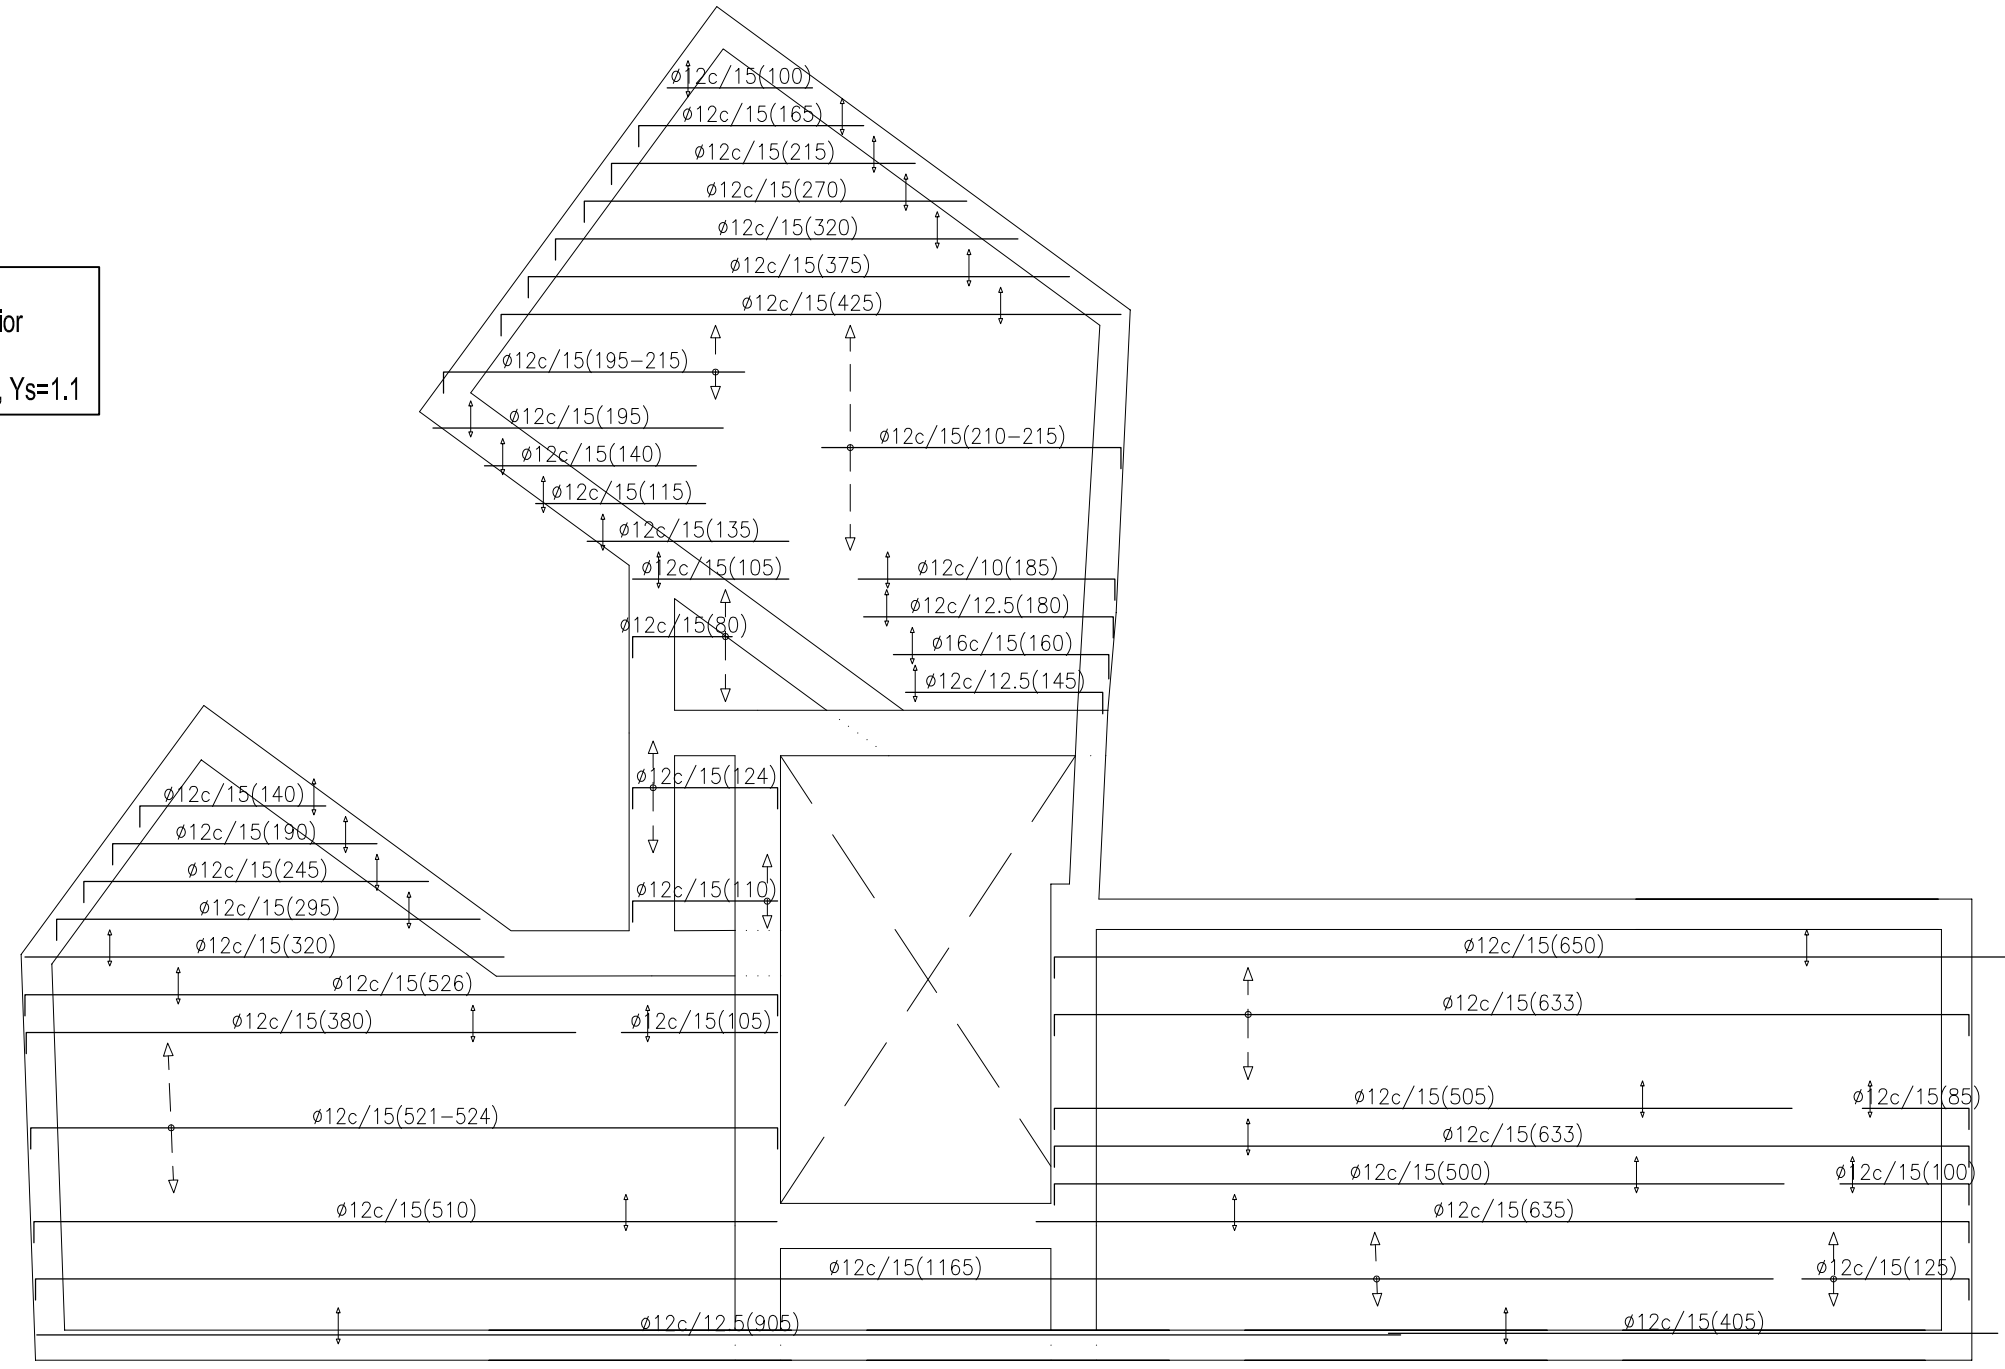 ø12c/15(100)
ø12c/15(165)
ø12c/15(215)
ø12c/15(270)
ø12c/15(320)
ø12c/15(375)
ø12c/15(425)
ior
, Ys=1.1
ø12c/15(195-215)
ø12c/15(195)
ø12c/15(210-215)
ø12c/15(140)
ø12c/15(115)
ø12c/15(135)
ø12c/15(105)
ø12c/10(185)
ø12c/12.5(180)
ø12c/15(80)
ø16c/15(160)
ø12c/12.5(145)
ø12c/15(124)
ø12c/15(140)
ø12c/15(190)
ø12c/15(245)
ø12c/15(110)
ø12c/15(295)
ø12c/15(320)
ø12c/15(650)
ø12c/15(526)
ø12c/15(633)
ø12c/15(380)
ø12c/15(105)
ø12c/15(505)
ø12c/15(85)
ø12c/15(521-524)
ø12c/15(633)
ø12c/15(500)
ø12c/15(100)
ø12c/15(510)
ø12c/15(635)
ø12c/15(1165)
ø12c/15(125)
ø12c/12.5(905)
ø12c/15(405)